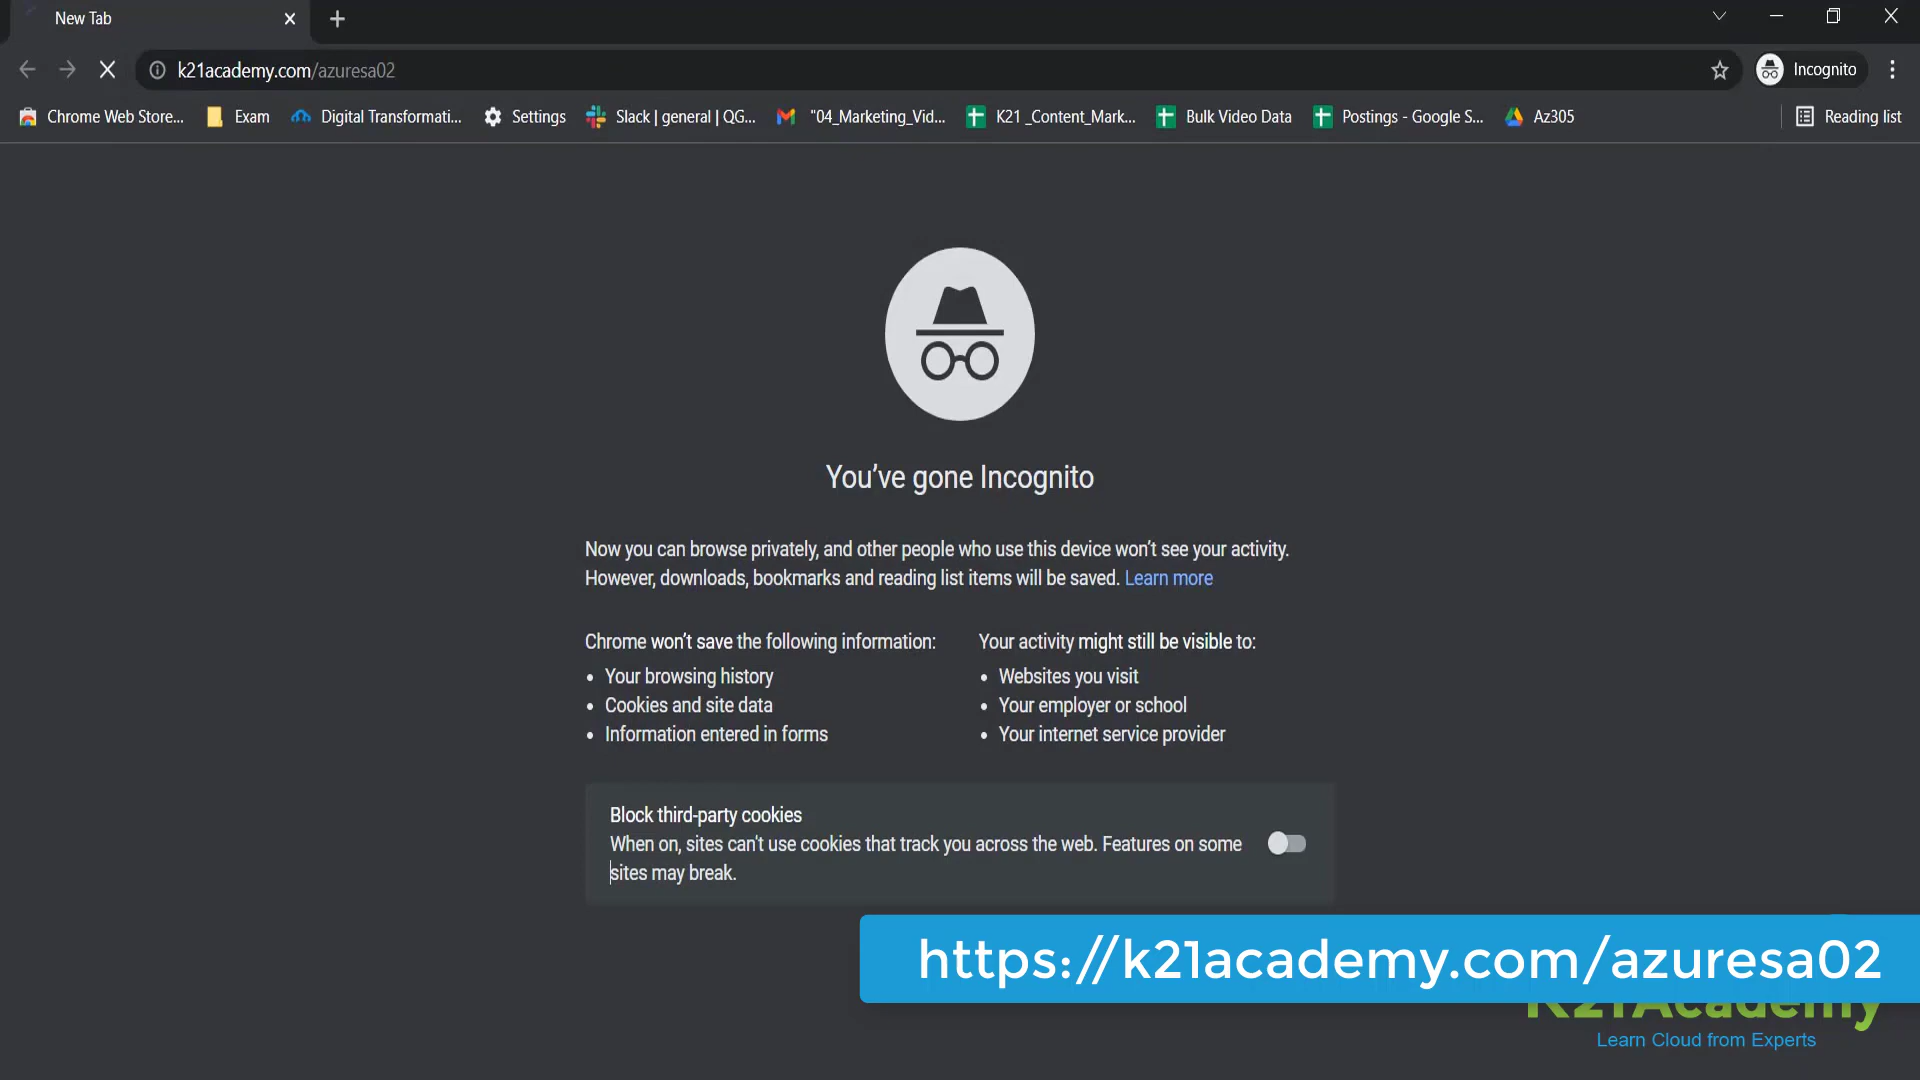 New Tab
k21academy.com/azuresa02
Incognito
Chrome Web Store...
Exam
Digital Transformati...
Settings
Slack | general | QG...
"04_Marketing_Vid...
K21 _Content_Mark...
Bulk Video Data
Postings - Google S...
Az305
Reading list
You've gone Incognito
Now you can browse privately, and other people who use this device won't see your activity.
However, downloads, bookmarks and reading list items will be saved. Learn more
Chrome won't save the following information:
Your browsing history
Cookies and site data
Information entered in forms
Your activity might still be visible to:
Websites you visit
Your employer or school
Your internet service provider
Block third-party cookies
When on, sites can't use cookies that track you across the web. Features on some
sites may break.
https://k21academy.com/azuresa02
K21Academy
Learn Cloud from Experts